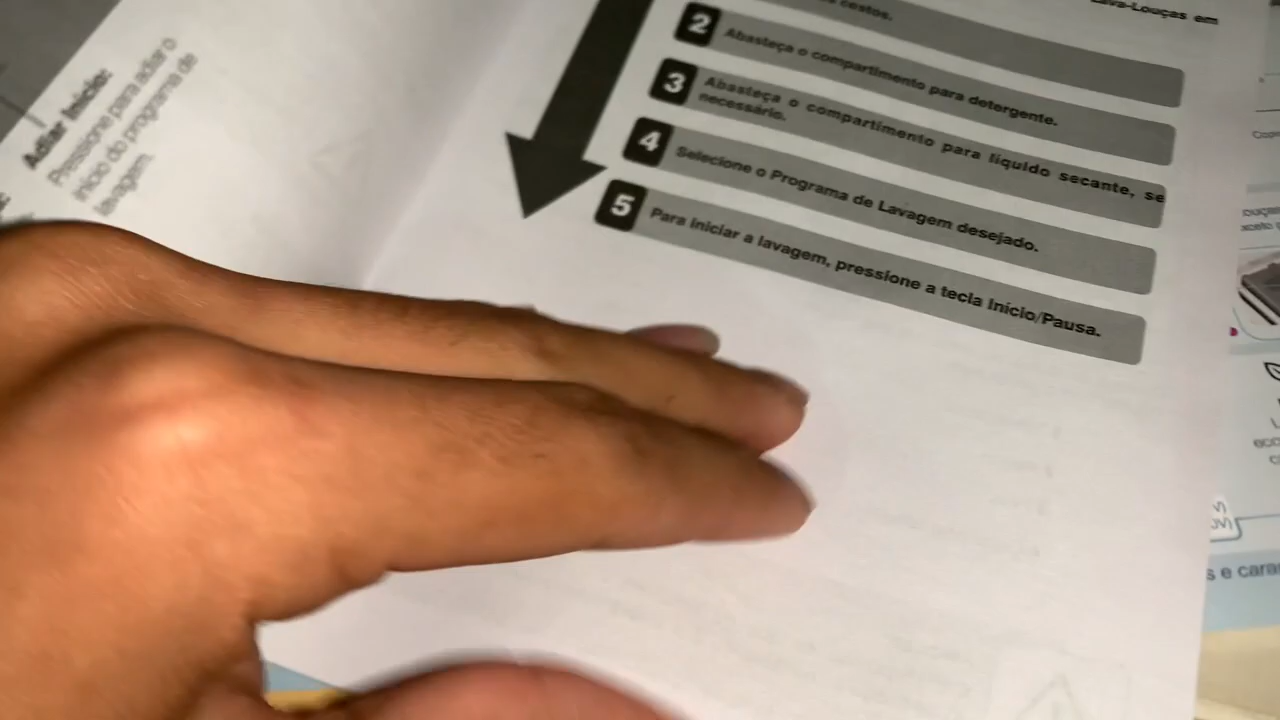 Lava-Louças em
costos.
2 Abasteça o compartimento para detergente.
3 Abasteça o compartimento para líquido secante, se
necessário.
4 Selecione o Programa de Lavagem desejado.
5 Para iniciar a lavagem, pressione a tecla Início/Pausa.
Adiar Início:
Pressione para adiar o
início do programa de
lavagem.
s e cara